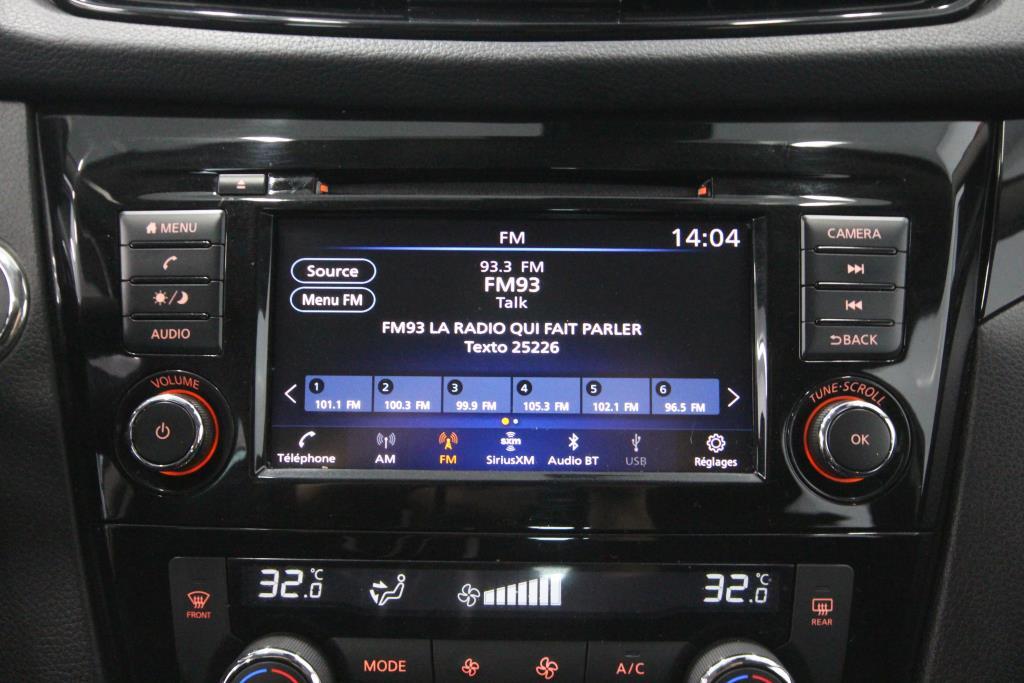 FM
14:04
MENU
CAMERA
Source
93.3 FM
FM93
Menu FM
Talk
AUDIO
FM93 LA RADIO QUI FAIT PARLER
Texto 25226
BACK
VOLUME
TUNE·SCROLL
1 2 3 4 5 6
101.1 FM 100.3 FM 99.9 FM 105.3 FM 102.1 FM 96.5 FM
OK
sxm
Téléphone AM FM SiriusXM Audio BT USB Réglages
32.0 °C
32.0 °C
FRONT
REAR
MODE
A/C